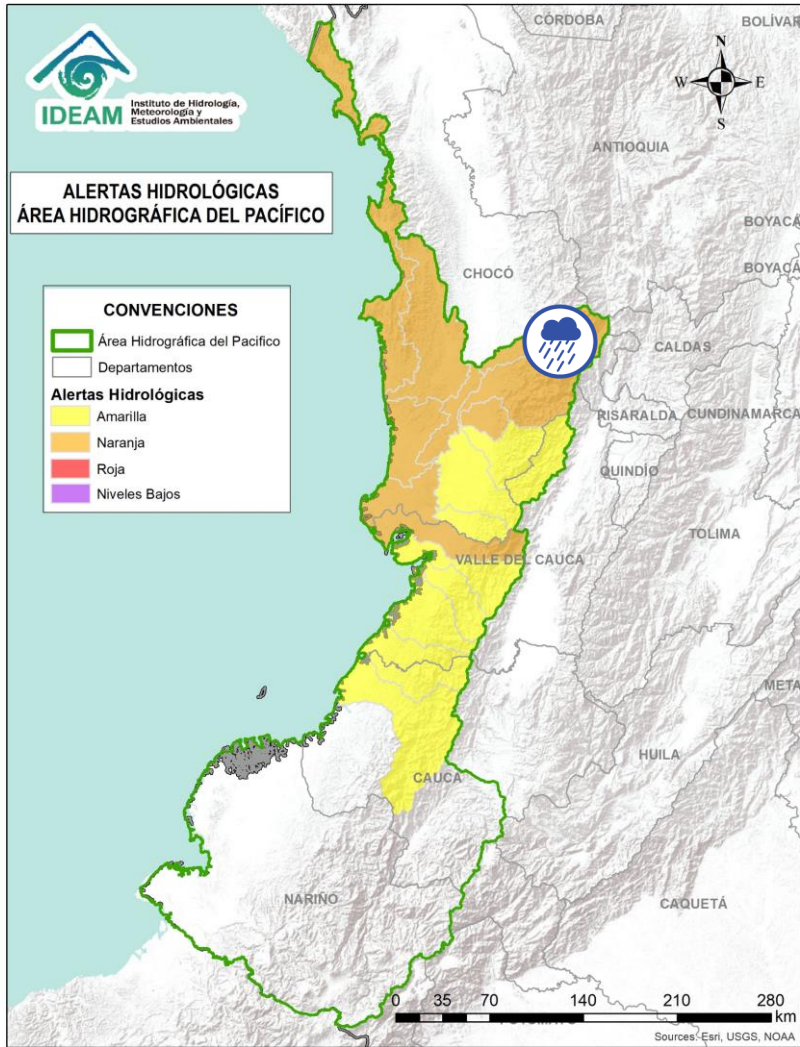 IDEAM
Instituto de Hidrología,
Meteorología y
Estudios Ambientales
ALERTAS HIDROLÓGICAS
ÁREA HIDROGRÁFICA DEL PACÍFICO
CONVENCIONES
Área Hidrográfica del Pacifico
Departamentos
Alertas Hidrológicas
Amarilla
Naranja
Roja
Niveles Bajos
CÓRDOBA
BOLÍVAR
N
W
E
S
ANTIOQUIA
BOYACÁ
CHOCÓ
BOYACÁ
CALDAS
RISARALDA
CUNDINAMARCA
QUINDÍO
TOLIMA
VALLE DEL CAUCA
META
HUILA
CAUCA
NARIÑO
CAQUETÁ
0 35 70 140 210 280
km
Sources: Esri, USGS, NOAA